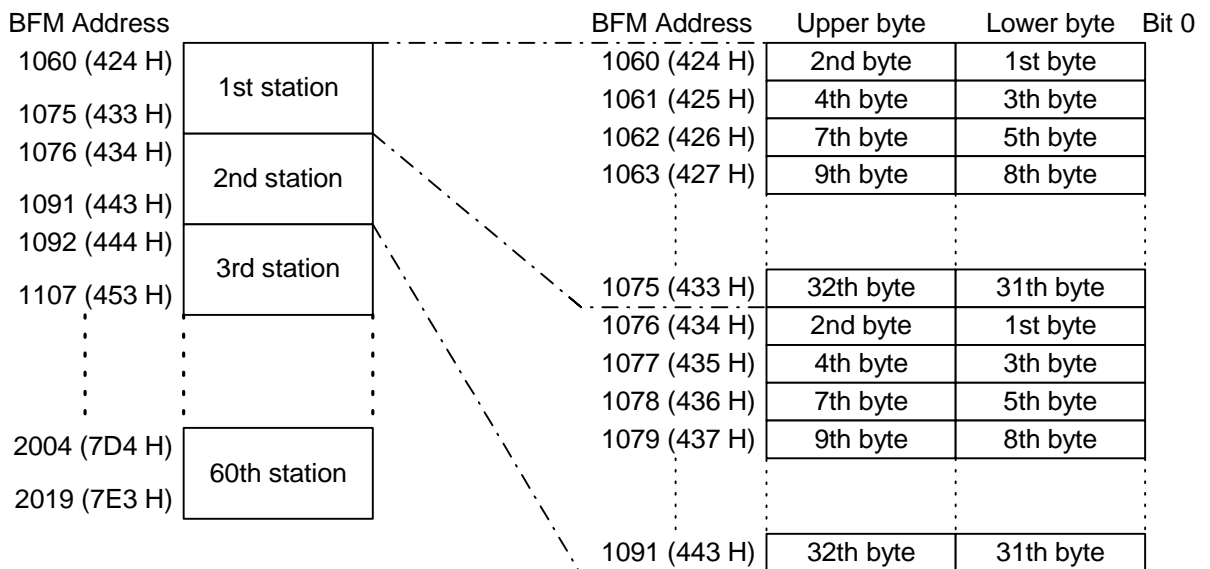 BFM Address
1060 (424 H)
1st station
1075 (433 H)
1076 (434 H)
2nd station
1091 (443 H)
1092 (444 H)
3rd station
1107 (453 H)
2004 (7D4 H)
60th station
2019 (7E3 H)
BFM Address Upper byte Lower byte Bit 0
1060 (424 H) 2nd byte 1st byte
1061 (425 H) 4th byte 3th byte
1062 (426 H) 7th byte 5th byte
1063 (427 H) 9th byte 8th byte
1075 (433 H) 32th byte 31th byte
1076 (434 H) 2nd byte 1st byte
1077 (435 H) 4th byte 3th byte
1078 (436 H) 7th byte 5th byte
1079 (437 H) 9th byte 8th byte
1091 (443 H) 32th byte 31th byte